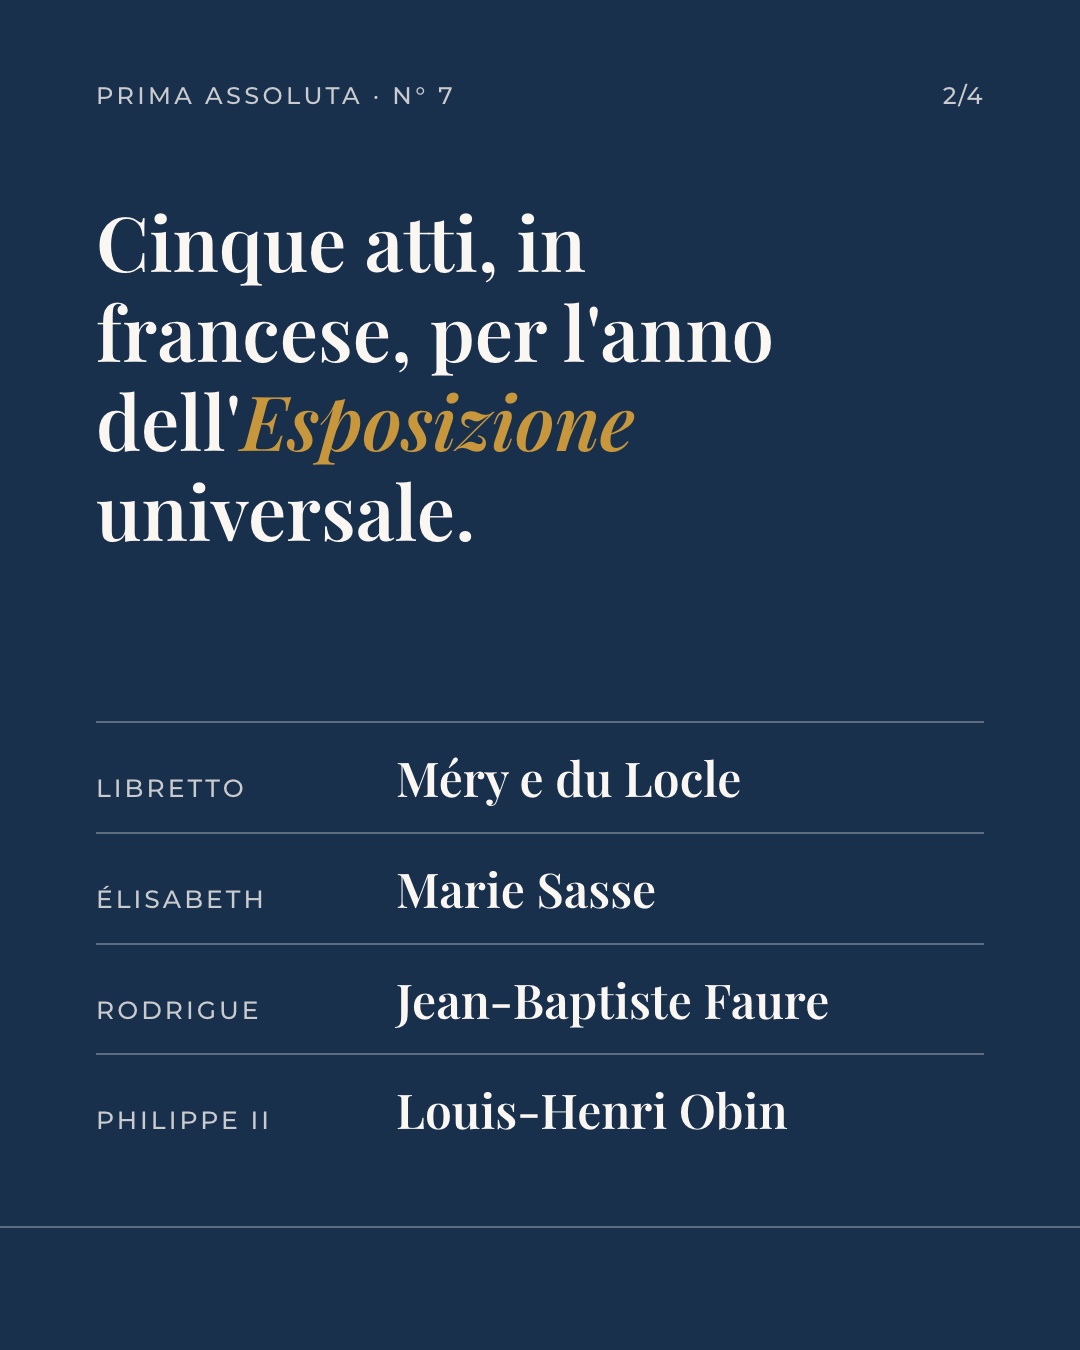 PRIMA ASSOLUTA · N° 7
2/4
Cinque atti, in
francese, per l'anno
dell'Esposizione
universale.
LIBRETTO Méry e du Locle
ÉLISABETH Marie Sasse
RODRIGUE Jean-Baptiste Faure
PHILIPPE II Louis-Henri Obin